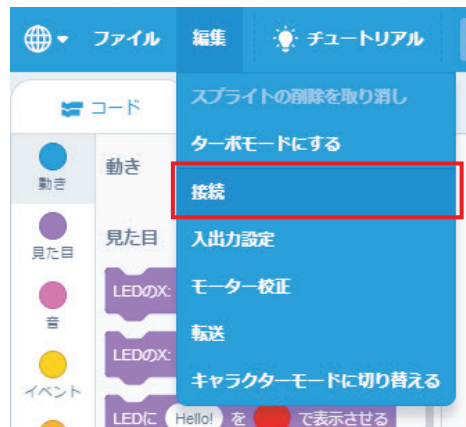 ファイル 編集 チュートリアル
コード
スプライトの削除を取り消し
ターボモードにする
接続
入出力設定
モーター校正
転送
キャラクターモードに切り替える
動き
見た目
音
イベント
動き
見た目
LEDのX:
LEDのX:
LEDに Hello! を で表示させる